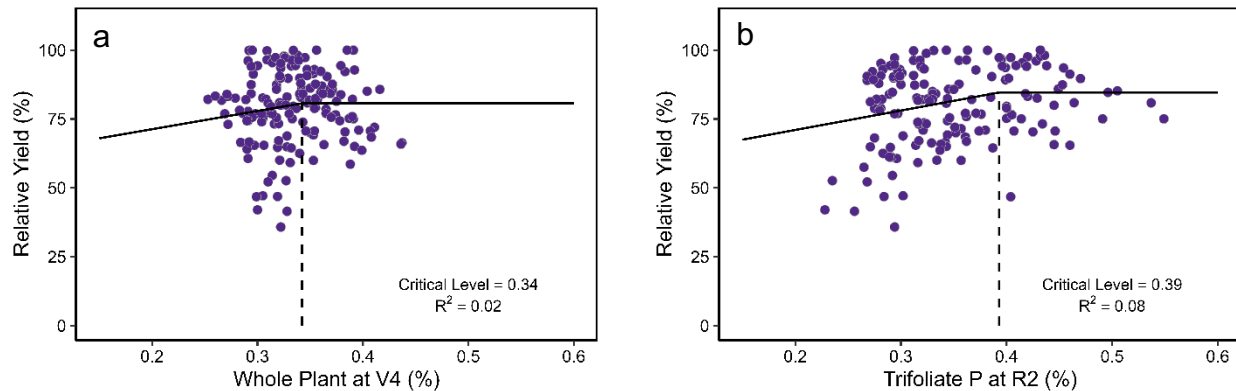 a
100
75
50
25
0
Relative Yield (%)
Critical Level = 0.34
R² = 0.02
0.2 0.3 0.4 0.5 0.6
Whole Plant at V4 (%)
b
100
75
50
25
0
Relative Yield (%)
Critical Level = 0.39
R² = 0.08
0.2 0.3 0.4 0.5 0.6
Trifoliate P at R2 (%)